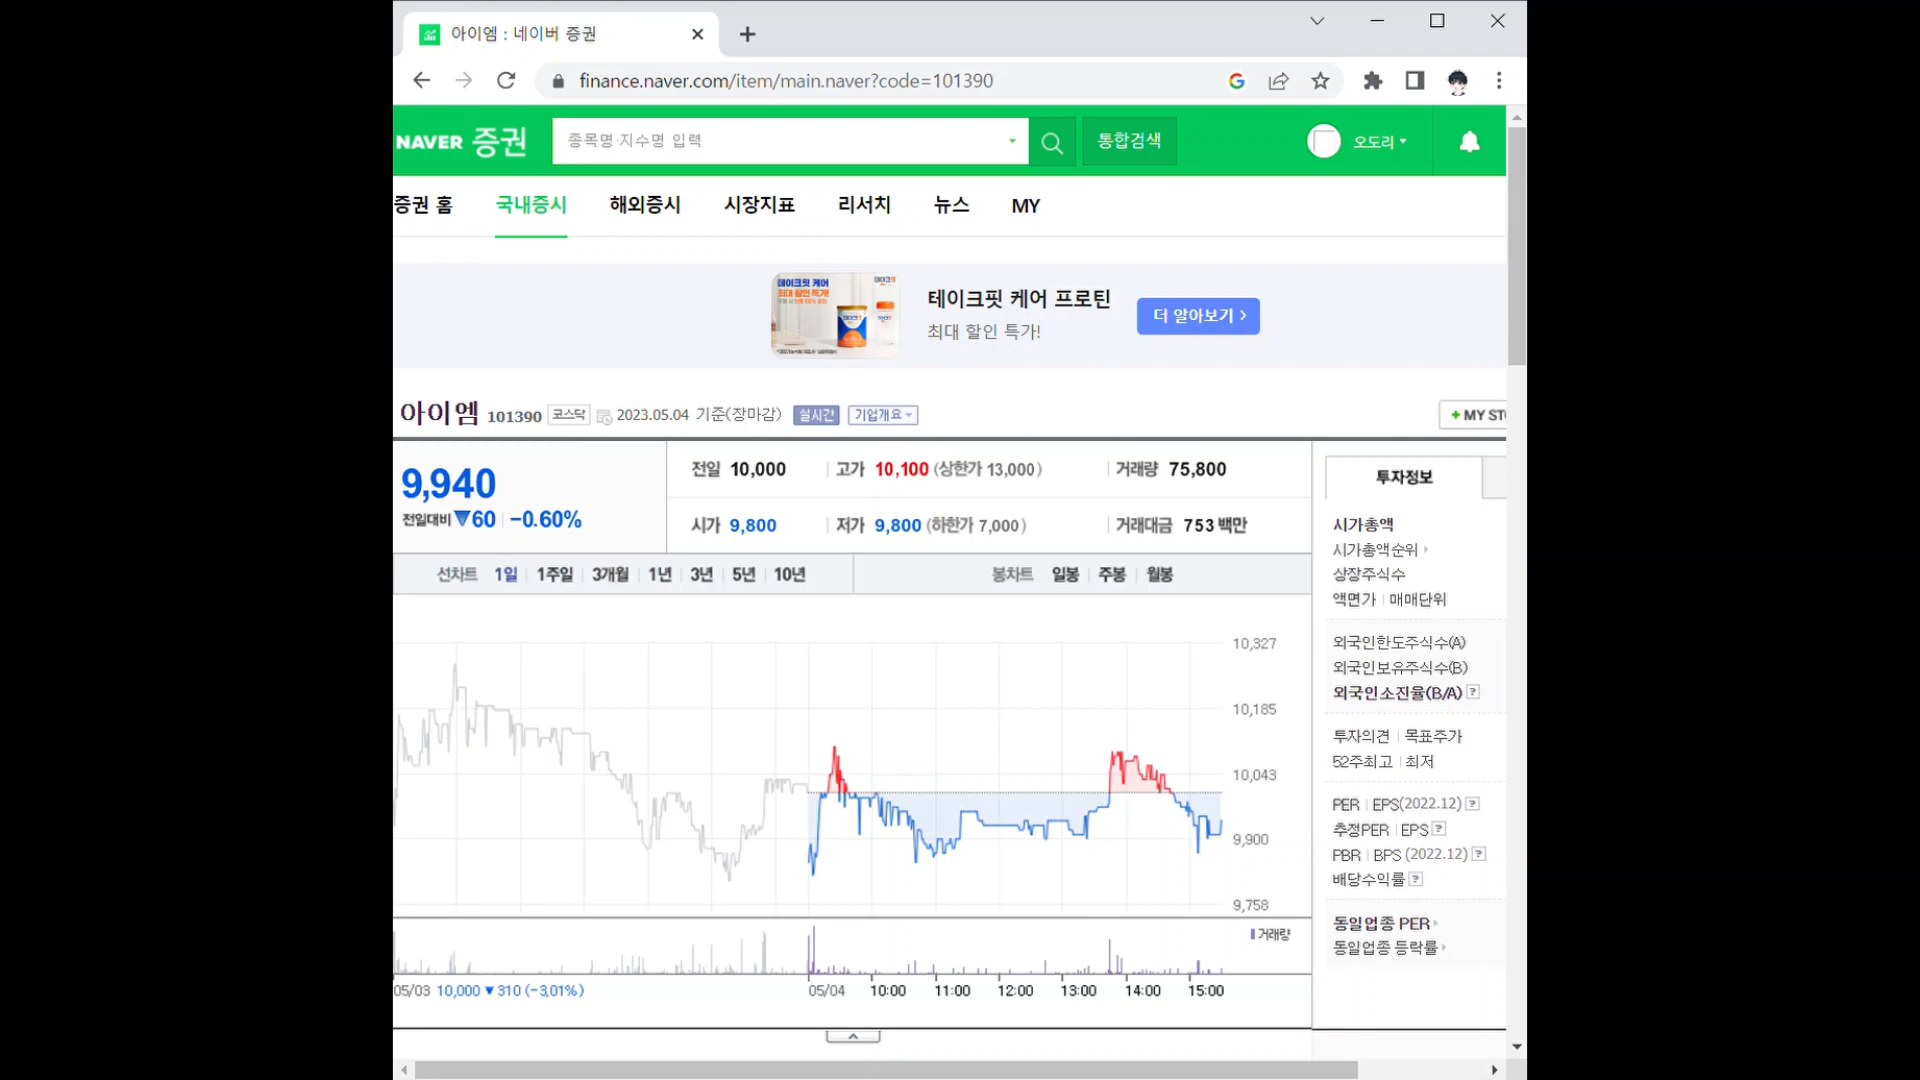 아이엠 : 네이버 증권
finance.naver.com/item/main.naver?code=101390
NAVER 증권
종목명·지수명 입력
통합검색
오도리
증권 홈 국내증시 해외증시 시장지표 리서치 뉴스 MY
테이크핏 케어
최대 할인 특가!
테이크핏 케어 프로틴
최대 할인 특가!
더 알아보기 >
아이엠 101390 코스닥 2023.05.04 기준(장마감) 실시간 기업개요
+ MY STO
9,940
전일대비 ▼60 -0.60%
전일 10,000 고가 10,100 (상한가 13,000) 거래량 75,800
시가 9,800 저가 9,800 (하한가 7,000) 거래대금 753 백만
선차트 1일 1주일 3개월 1년 3년 5년 10년
봉차트 일봉 주봉 월봉
10,327
10,185
10,043
9,900
9,758
거래량
05/03 10,000 ▼310 (-3.01%)
05/04 10:00 11:00 12:00 13:00 14:00 15:00
투자정보
시가총액
시가총액순위
상장주식수
액면가 | 매매단위
외국인한도주식수(A)
외국인보유주식수(B)
외국인소진율(B/A) ?
투자의견 | 목표주가
52주최고 | 최저
PER | EPS(2022.12) ?
추정PER | EPS ?
PBR | BPS (2022.12) ?
배당수익률 ?
동일업종 PER
동일업종 등락률